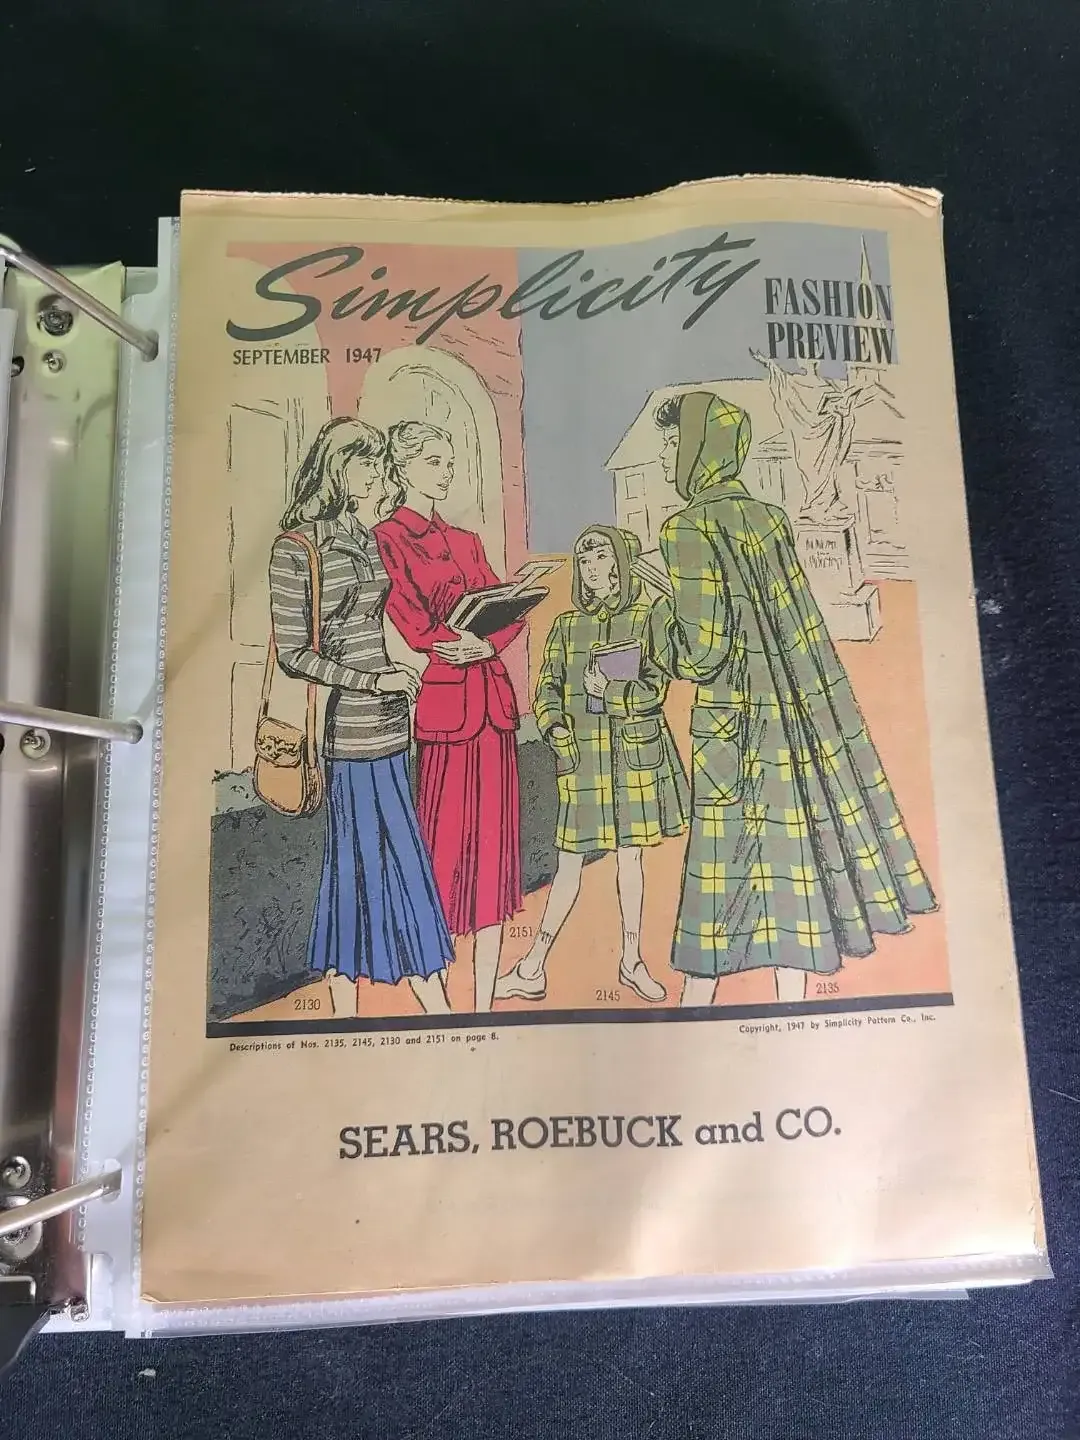 Simplicity
FASHION
PREVIEW
SEPTEMBER 1947
2151
2130
2145
2135
Descriptions of Nos. 2135, 2145, 2130 and 2151 on page 8.
Copyright, 1947 by Simplicity Pattern Co., Inc.
SEARS, ROEBUCK and CO.